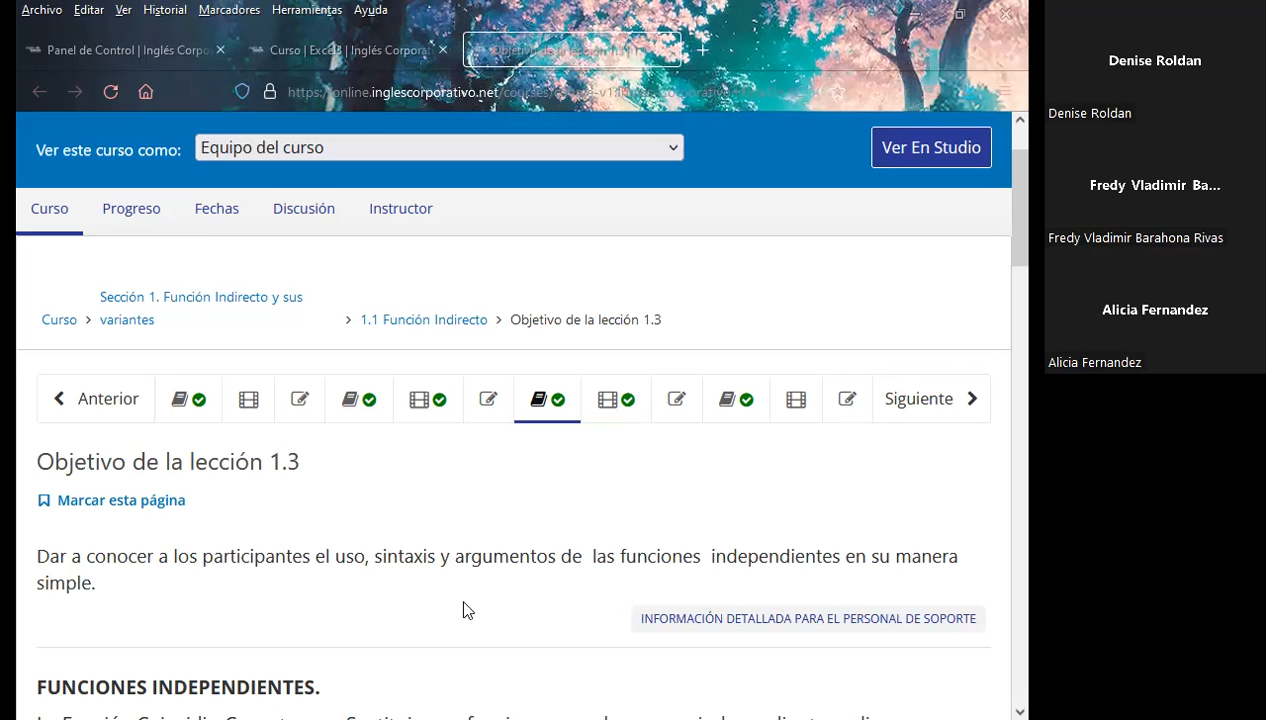 Archivo Editar Ver Historial Marcadores Herramientas Ayuda
Panel de Control | Inglés Corpo
Curso | Excel3 | Inglés Corporat
https://online.inglescorporativo.net/courses/
Ver este curso como:
Equipo del curso
Ver En Studio
Curso Progreso Fechas Discusión Instructor
Sección 1. Función Indirecto y sus
Curso > variantes > 1.1 Función Indirecto > Objetivo de la lección 1.3
Anterior
Siguiente
Objetivo de la lección 1.3
Marcar esta página
Dar a conocer a los participantes el uso, sintaxis y argumentos de las funciones independientes en su manera
simple.
INFORMACIÓN DETALLADA PARA EL PERSONAL DE SOPORTE
FUNCIONES INDEPENDIENTES.
Denise Roldan
Denise Roldan
Fredy Vladimir Ba...
Fredy Vladimir Barahona Rivas
Alicia Fernandez
Alicia Fernandez